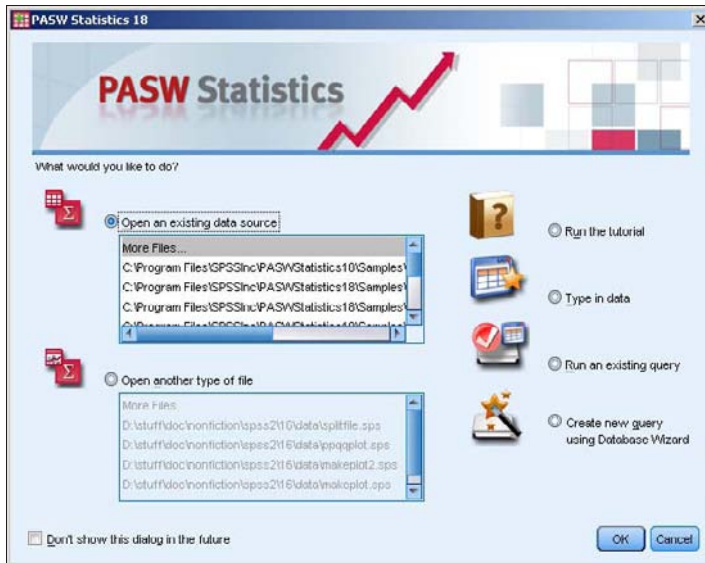 PASW Statistics 18
PASW Statistics
What would you like to do?
Open an existing data source
More Files...
C:\Program Files\SPSSInc\PASWStatistics10\Samples\
C:\Program Files\SPSSInc\PASWStatistics18\Samples\
C:\Program Files\SPSSInc\PASWStatistics18\Samples\
Open another type of file
More Files
D:\stuff\doc\nonfiction\spss2\16\data\splitfile.sps
D:\stuff\doc\nonfiction\spss2\16\data\ppqqplot.sps
D:\stuff\doc\nonfiction\spss2\16\data\makeplot2.sps
D:\stuff\doc\nonfiction\spss2\16\data\makeplot.sps
Run the tutorial
Type in data
Run an existing query
Create new query
using Database Wizard
Don't show this dialog in the future
OK
Cancel